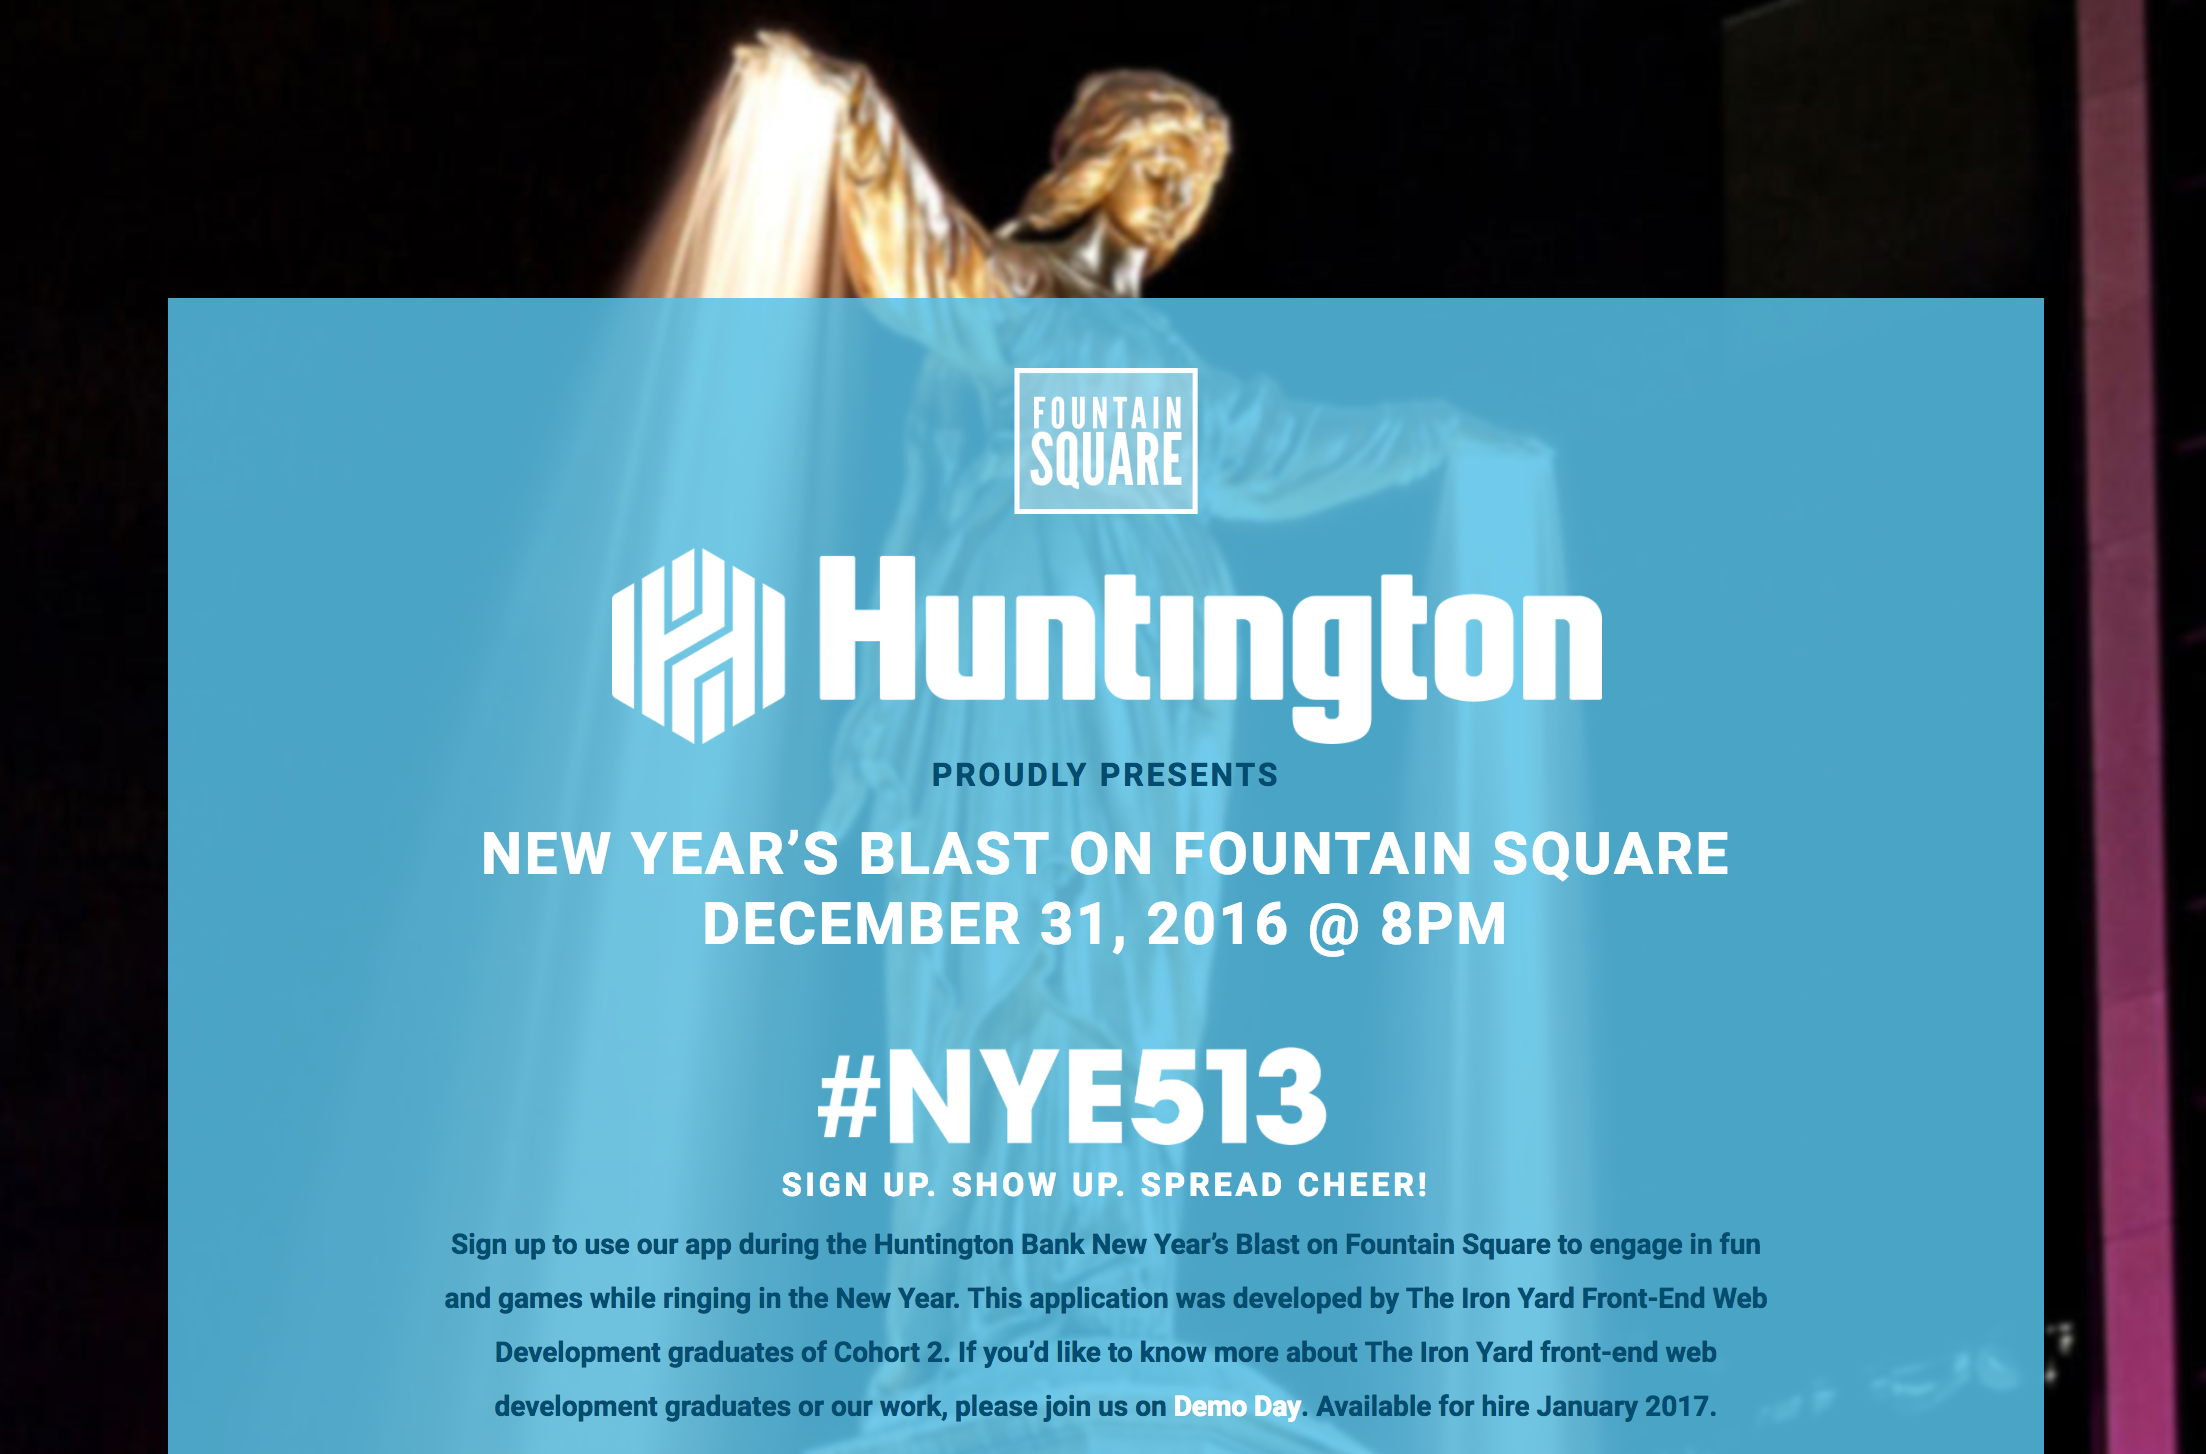 FOUNTAIN
SQUARE
Huntington
PROUDLY PRESENTS
NEW YEAR’S BLAST ON FOUNTAIN SQUARE
DECEMBER 31, 2016 @ 8PM
#NYE513
SIGN UP. SHOW UP. SPREAD CHEER!
Sign up to use our app during the Huntington Bank New Year’s Blast on Fountain Square to engage in fun
and games while ringing in the New Year. This application was developed by The Iron Yard Front-End Web
Development graduates of Cohort 2. If you’d like to know more about The Iron Yard front-end web
development graduates or our work, please join us on Demo Day. Available for hire January 2017.